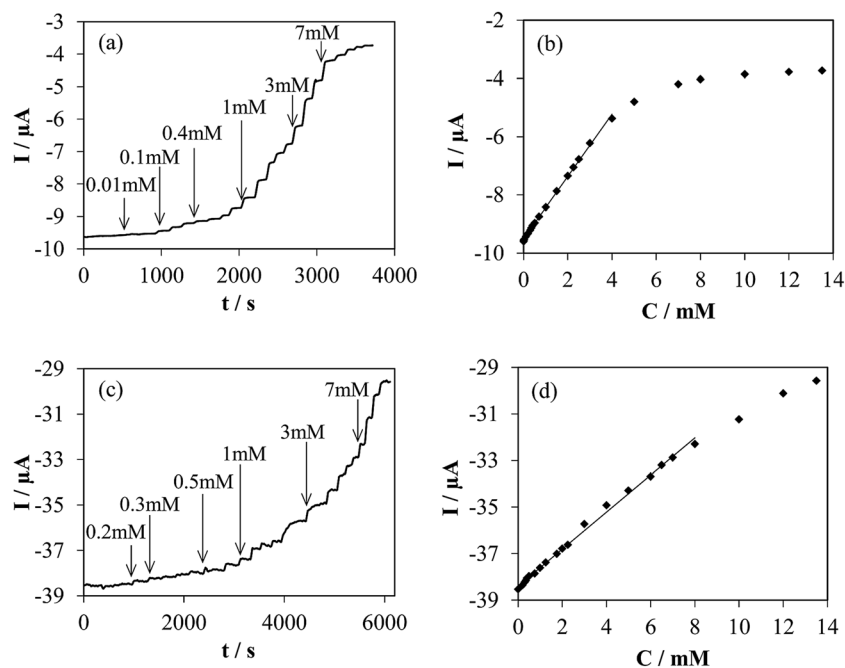 (a)
I / μA
-3
-4
-5
-6
-7
-8
-9
-10
0.01mM
0.1mM
0.4mM
1mM
3mM
7mM
0 1000 2000 3000 4000
t / s
(b)
I / μA
-2
-4
-6
-8
-10
0 2 4 6 8 10 12 14
C / mM
(c)
I / μA
-29
-31
-33
-35
-37
-39
0.2mM
0.3mM
0.5mM
1mM
3mM
7mM
0 2000 4000 6000
t / s
(d)
I / μA
-29
-31
-33
-35
-37
-39
0 2 4 6 8 10 12 14
C / mM